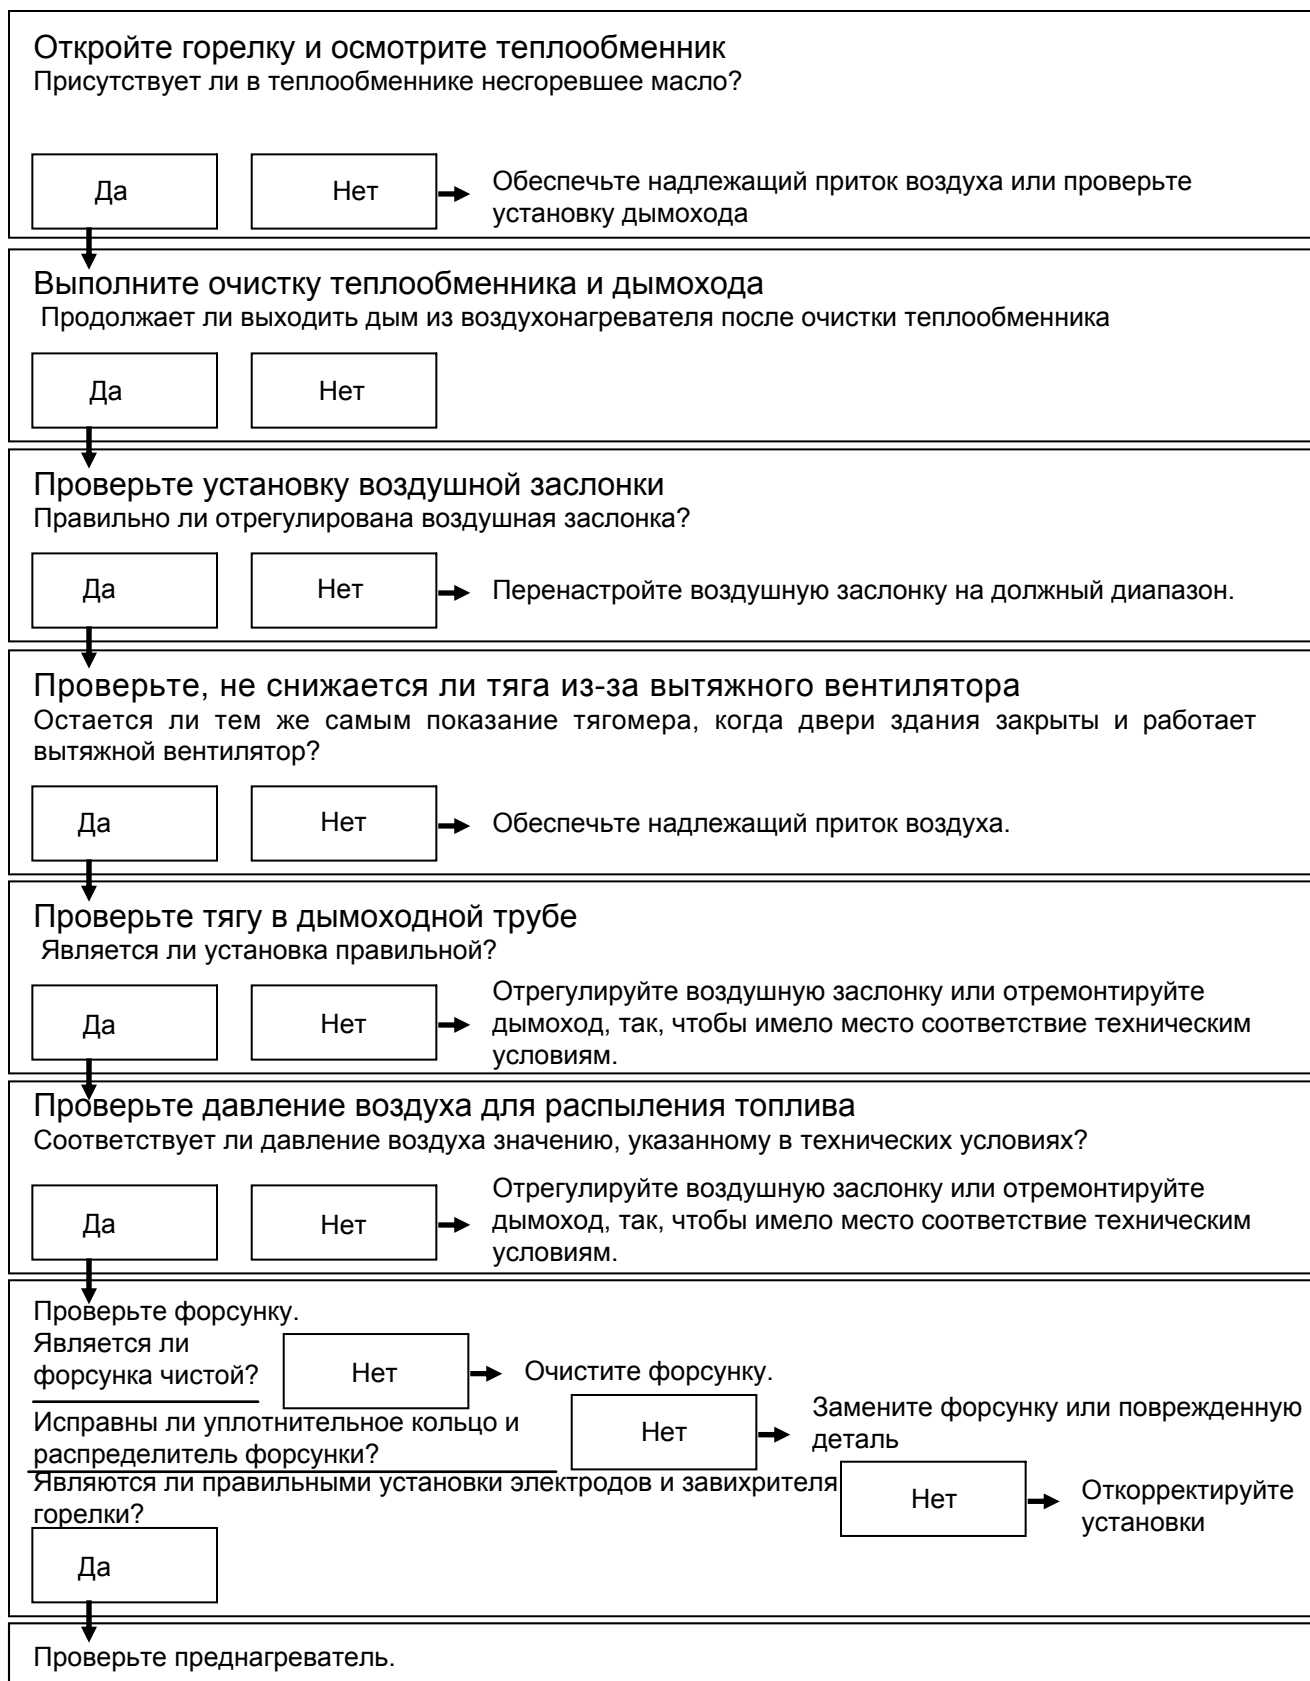 Откройте горелку и осмотрите теплообменник
Присутствует ли в теплообменнике несгоревшее масло?
Да
Нет
Обеспечьте надлежащий приток воздуха или проверьте
установку дымохода
Выполните очистку теплообменника и дымохода
Продолжает ли выходить дым из воздухонагревателя после очистки теплообменника
Да
Нет
Проверьте установку воздушной заслонки
Правильно ли отрегулирована воздушная заслонка?
Да
Нет
Перенастройте воздушную заслонку на должный диапазон.
Проверьте, не снижается ли тяга из-за вытяжного вентилятора
Остается ли тем же самым показание тягомера, когда двери здания закрыты и работает
вытяжной вентилятор?
Да
Нет
Обеспечьте надлежащий приток воздуха.
Проверьте тягу в дымоходной трубе
Является ли установка правильной?
Да
Нет
Отрегулируйте воздушную заслонку или отремонтируйте
дымоход, так, чтобы имело место соответствие техническим
условиям.
Проверьте давление воздуха для распыления топлива
Соответствует ли давление воздуха значению, указанному в технических условиях?
Да
Нет
Отрегулируйте воздушную заслонку или отремонтируйте
дымоход, так, чтобы имело место соответствие техническим
условиям.
Проверьте форсунку.
Является ли
форсунка чистой?
Нет
Очистите форсунку.
Исправны ли уплотнительное кольцо и
распределитель форсунки?
Нет
Замените форсунку или поврежденную
деталь
Являются ли правильными установки электродов и завихрителя
горелки?
Нет
Откорректируйте
установки
Да
Проверьте преднагреватель.